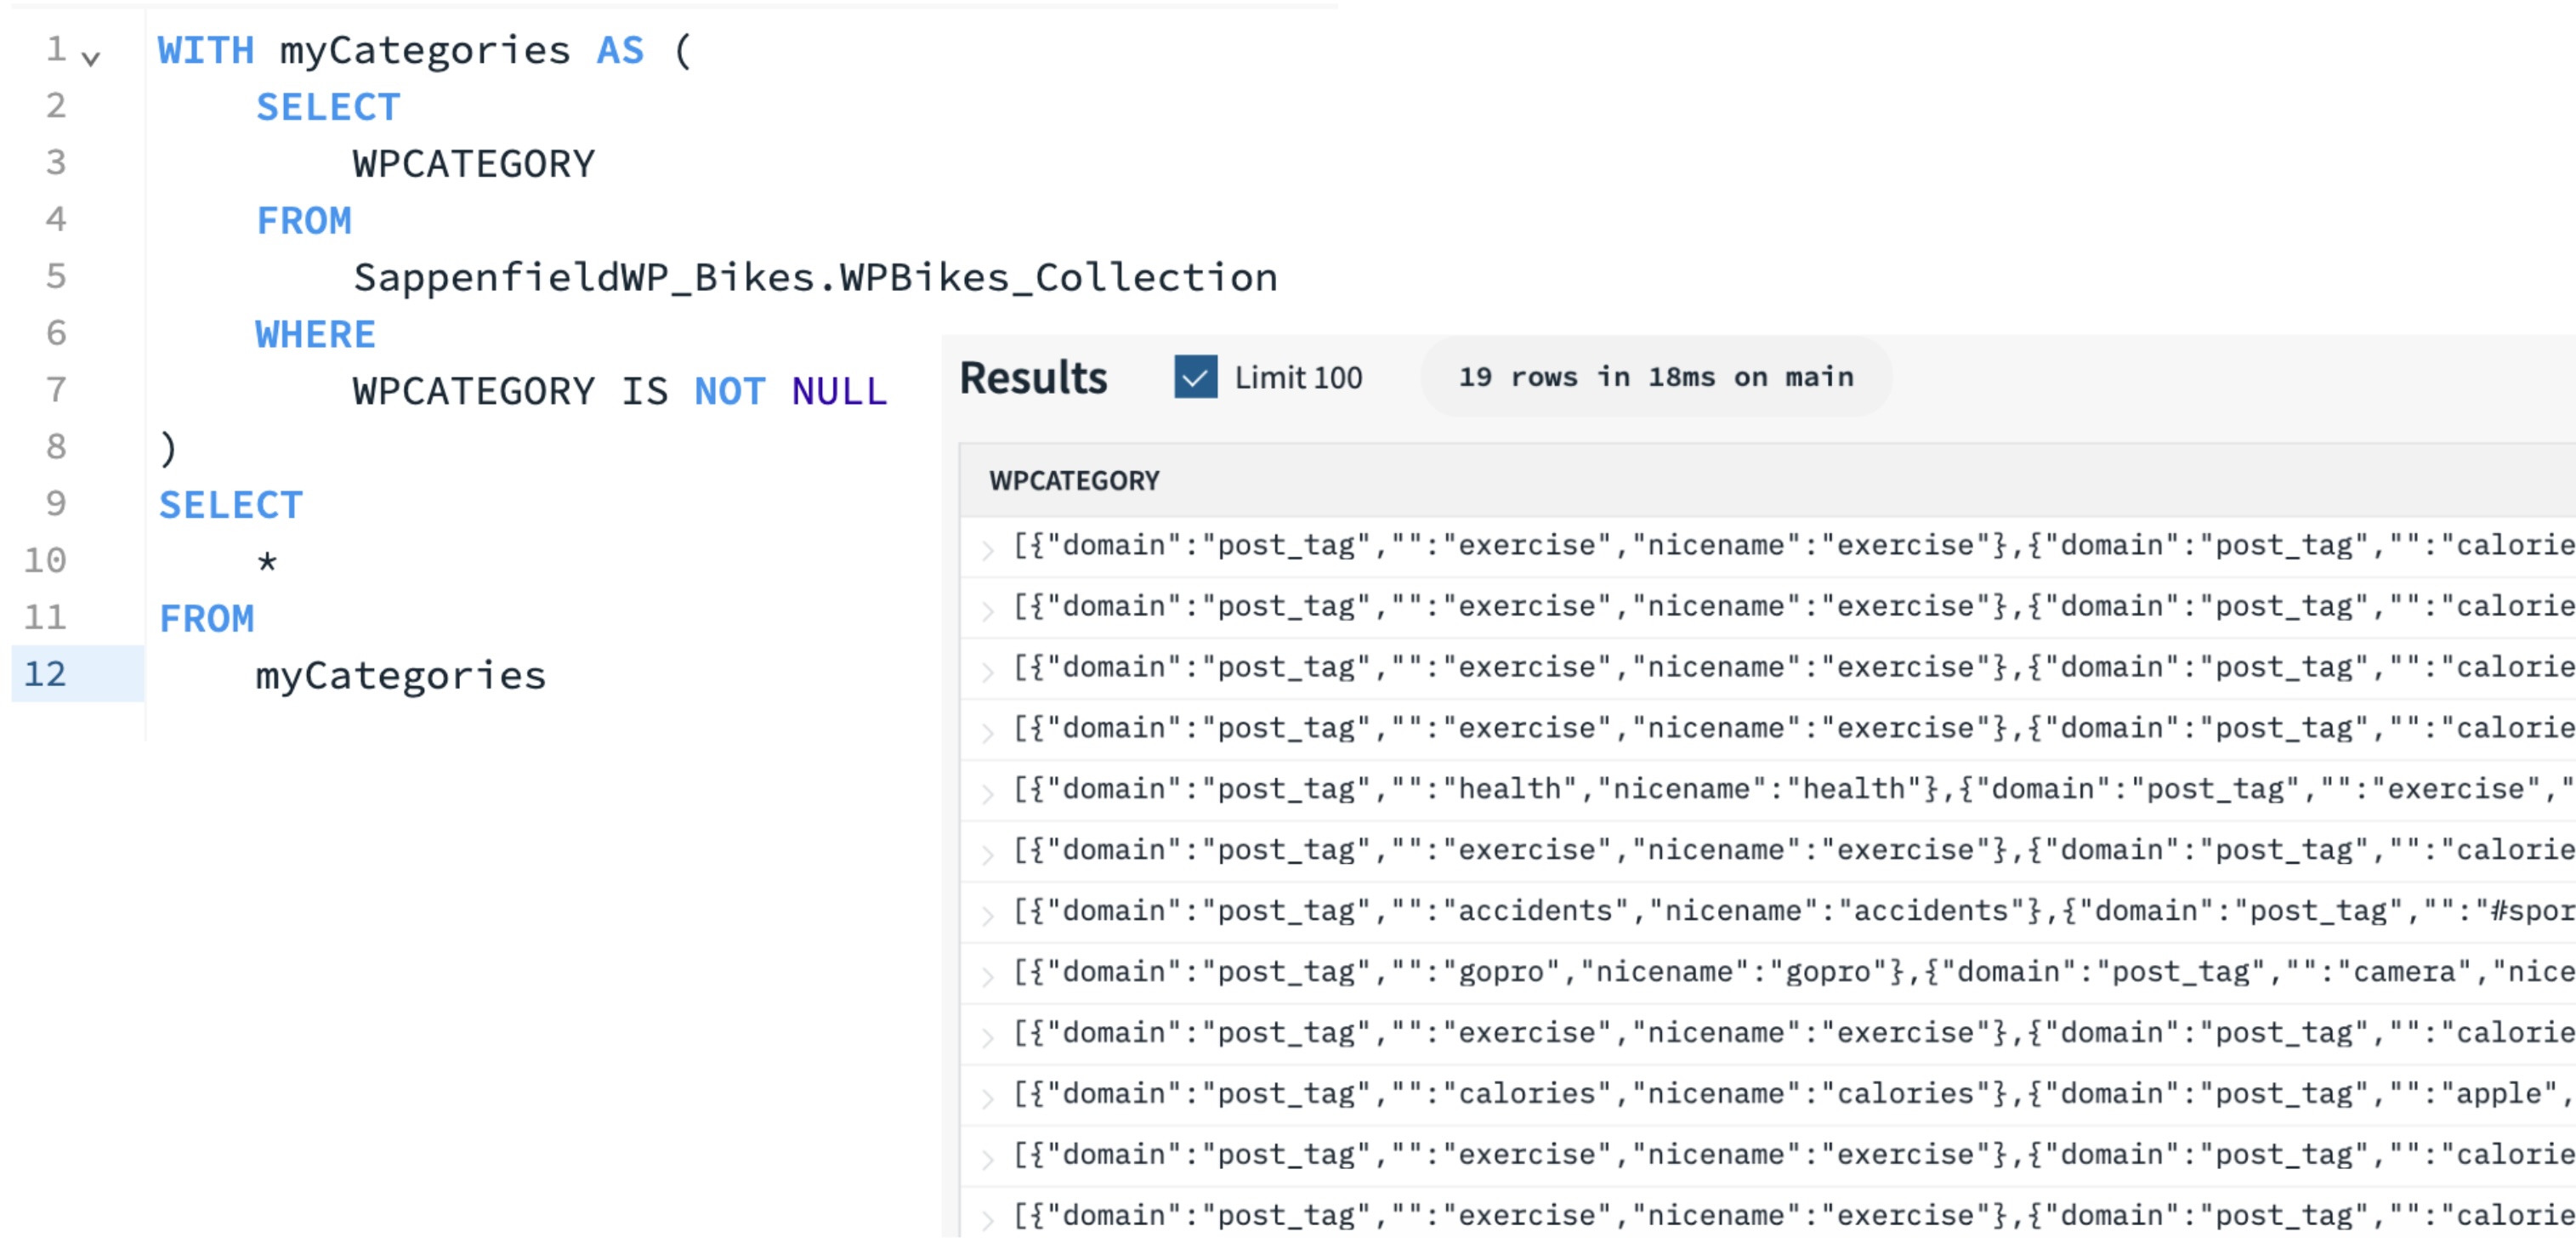 1 WITH myCategories AS (
2 SELECT
3 WPCATEGORY
4 FROM
5 SappenfieldWP_Bikes.WPBikes_Collection
6 WHERE
7 WPCATEGORY IS NOT NULL
8 )
9 SELECT
10 *
11 FROM
12 myCategories
Results Limit 100 19 rows in 18ms on main
WPCATEGORY
[{"domain":"post_tag","":"exercise","nicename":"exercise"},{"domain":"post_tag","":"calorie
[{"domain":"post_tag","":"exercise","nicename":"exercise"},{"domain":"post_tag","":"calorie
[{"domain":"post_tag","":"exercise","nicename":"exercise"},{"domain":"post_tag","":"calorie
[{"domain":"post_tag","":"exercise","nicename":"exercise"},{"domain":"post_tag","":"calorie
[{"domain":"post_tag","":"health","nicename":"health"},{"domain":"post_tag","":"exercise","
[{"domain":"post_tag","":"exercise","nicename":"exercise"},{"domain":"post_tag","":"calorie
[{"domain":"post_tag","":"accidents","nicename":"accidents"},{"domain":"post_tag","":"#spor
[{"domain":"post_tag","":"gopro","nicename":"gopro"},{"domain":"post_tag","":"camera","nice
[{"domain":"post_tag","":"exercise","nicename":"exercise"},{"domain":"post_tag","":"calorie
[{"domain":"post_tag","":"calories","nicename":"calories"},{"domain":"post_tag","":"apple",
[{"domain":"post_tag","":"exercise","nicename":"exercise"},{"domain":"post_tag","":"calorie
[{"domain":"post_tag","":"exercise","nicename":"exercise"},{"domain":"post_tag","":"calorie